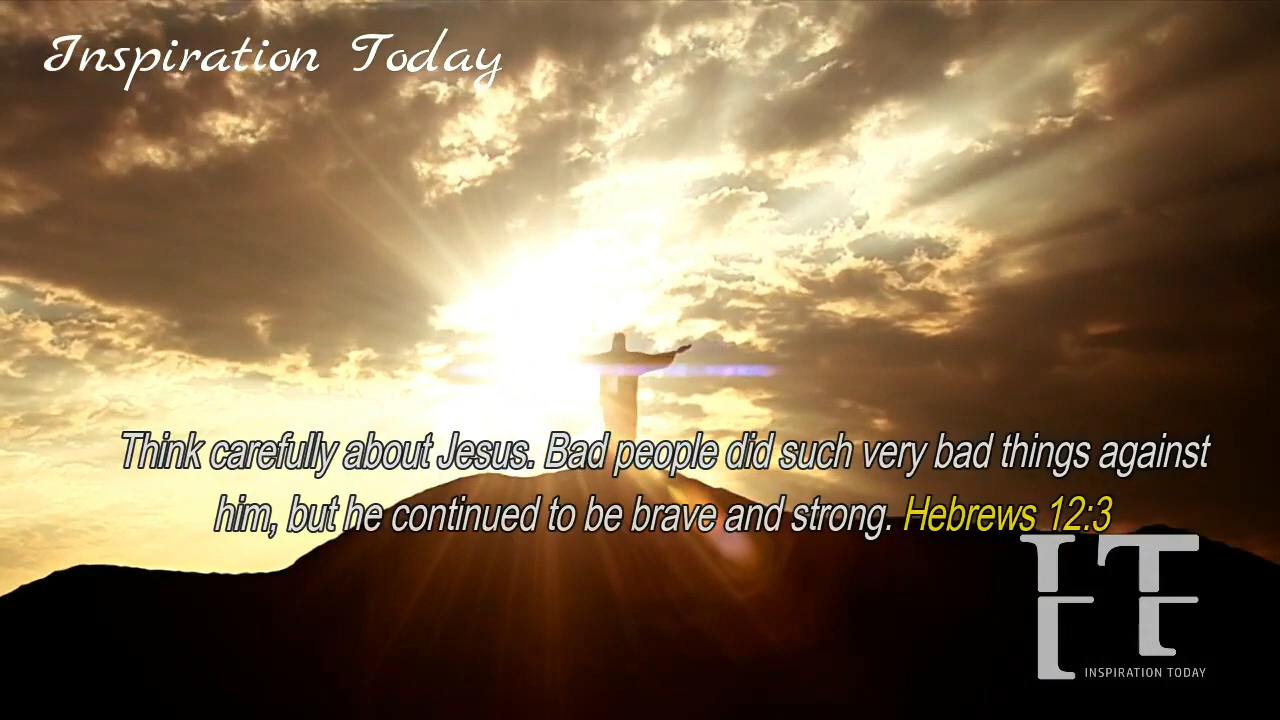 Inspiration Today
Think carefully about Jesus. Bad people did such very bad things against
him, but he continued to be brave and strong. Hebrews 12:3
IT
INSPIRATION TODAY